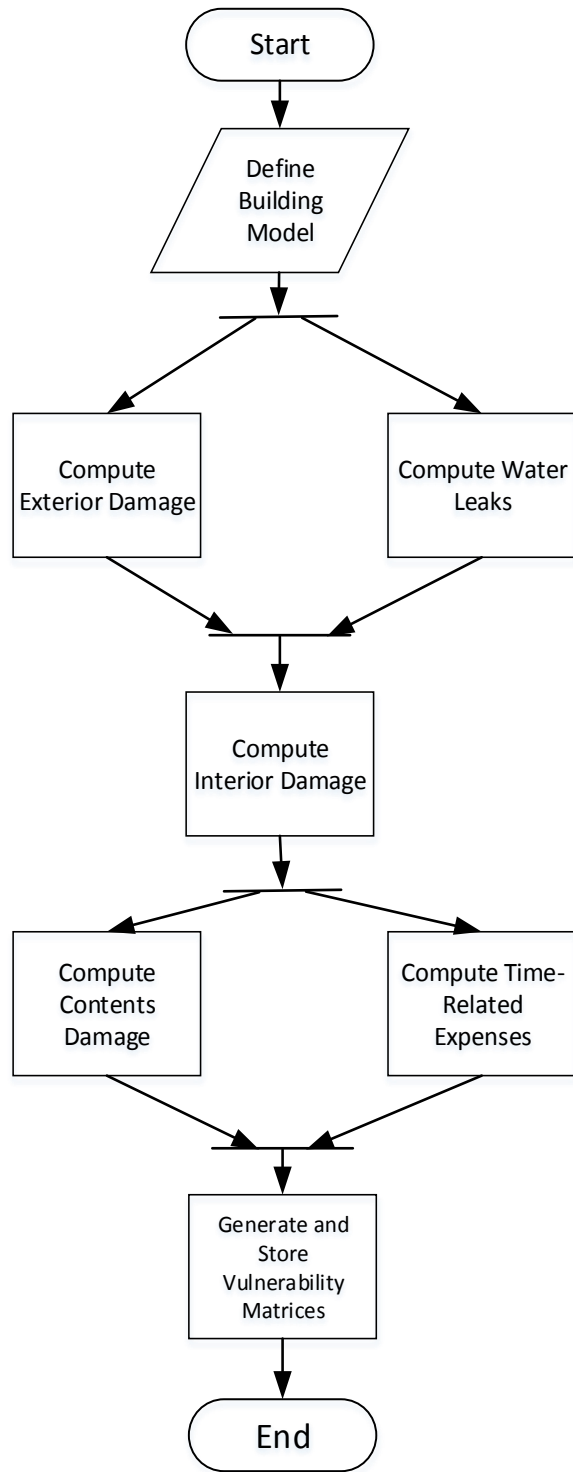 Start
Define
Building
Model
Compute
Exterior Damage
Compute Water
Leaks
Compute
Interior Damage
Compute
Contents
Damage
Compute Time-
Related
Expenses
Generate and
Store
Vulnerability
Matrices
End